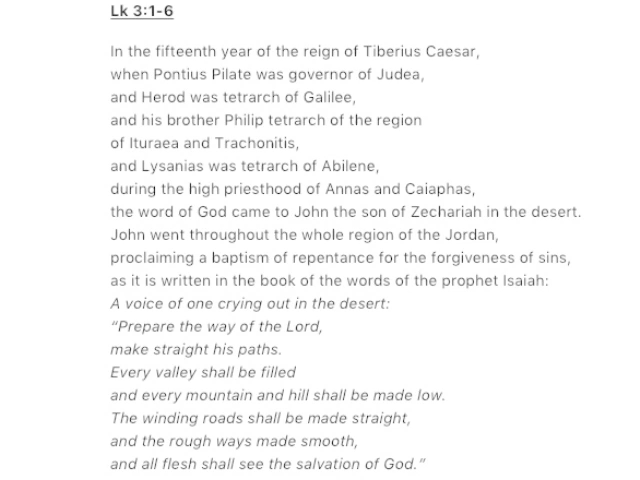 Lk 3:1-6
In the fifteenth year of the reign of Tiberius Caesar,
when Pontius Pilate was governor of Judea,
and Herod was tetrarch of Galilee,
and his brother Philip tetrarch of the region
of Ituraea and Trachonitis,
and Lysanias was tetrarch of Abilene,
during the high priesthood of Annas and Caiaphas,
the word of God came to John the son of Zechariah in the desert.
John went throughout the whole region of the Jordan,
proclaiming a baptism of repentance for the forgiveness of sins,
as it is written in the book of the words of the prophet Isaiah:
A voice of one crying out in the desert:
“Prepare the way of the Lord,
make straight his paths.
Every valley shall be filled
and every mountain and hill shall be made low.
The winding roads shall be made straight,
and the rough ways made smooth,
and all flesh shall see the salvation of God.”